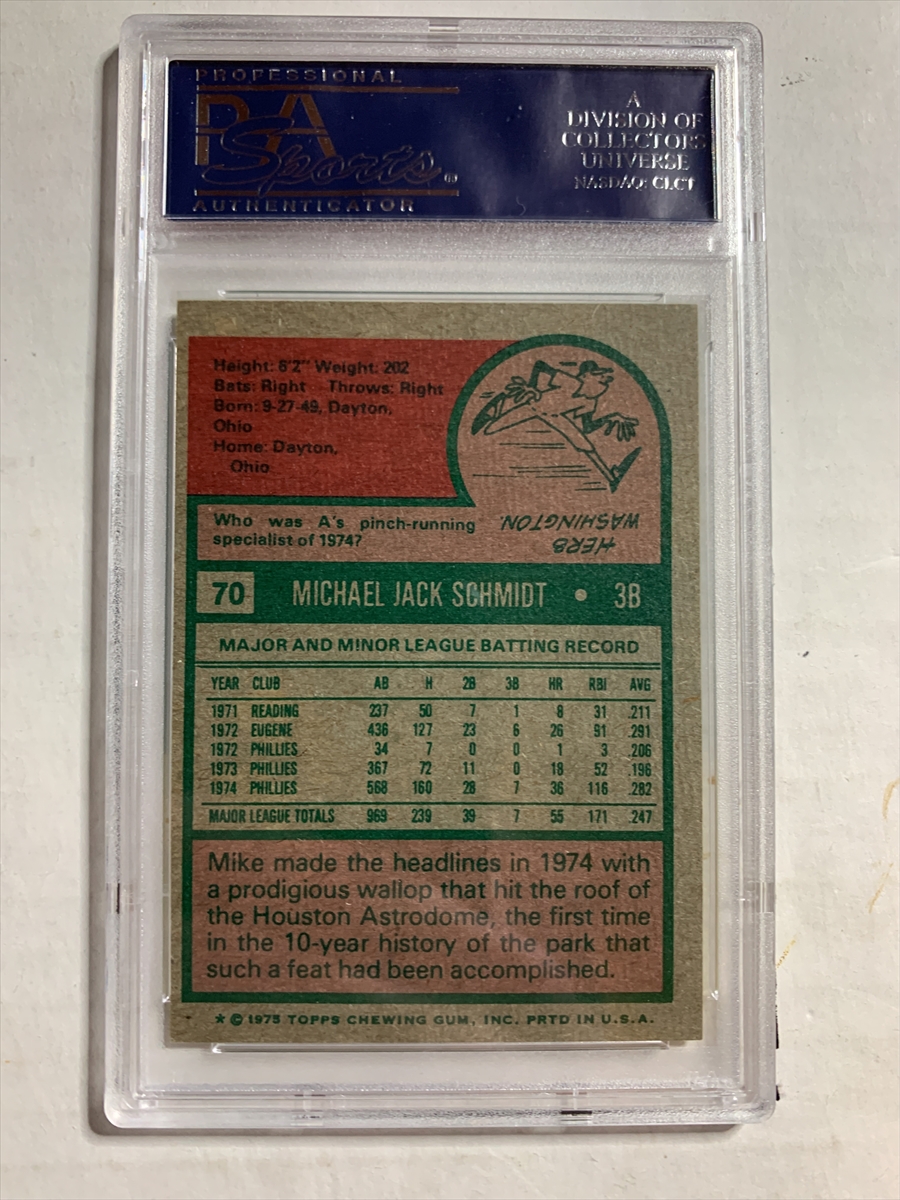 PROFESSIONAL
PSA
Sports ®
AUTHENTICATOR
A
DIVISION OF
COLLECTORS
UNIVERSE
NASDAQ: CLCT
Height: 6'2" Weight: 202
Bats: Right Throws: Right
Born: 9-27-49, Dayton,
Ohio
Home: Dayton,
Ohio
Who was A's pinch-running
specialist of 1974?
HERB
WASHINGTON.
70 MICHAEL JACK SCHMIDT • 3B
MAJOR AND MINOR LEAGUE BATTING RECORD
YEAR CLUB AB H 2B 3B HR RBI AVG
1971 READING 237 50 7 1 8 31 .211
1972 EUGENE 436 127 23 6 26 91 .291
1972 PHILLIES 34 7 0 0 1 3 .206
1973 PHILLIES 367 72 11 0 18 52 .196
1974 PHILLIES 568 160 28 7 36 116 .282
MAJOR LEAGUE TOTALS 969 239 39 7 55 171 .247
Mike made the headlines in 1974 with
a prodigious wallop that hit the roof of
the Houston Astrodome, the first time
in the 10-year history of the park that
such a feat had been accomplished.
* © 1975 TOPPS CHEWING GUM, INC. PRTD IN U.S.A.